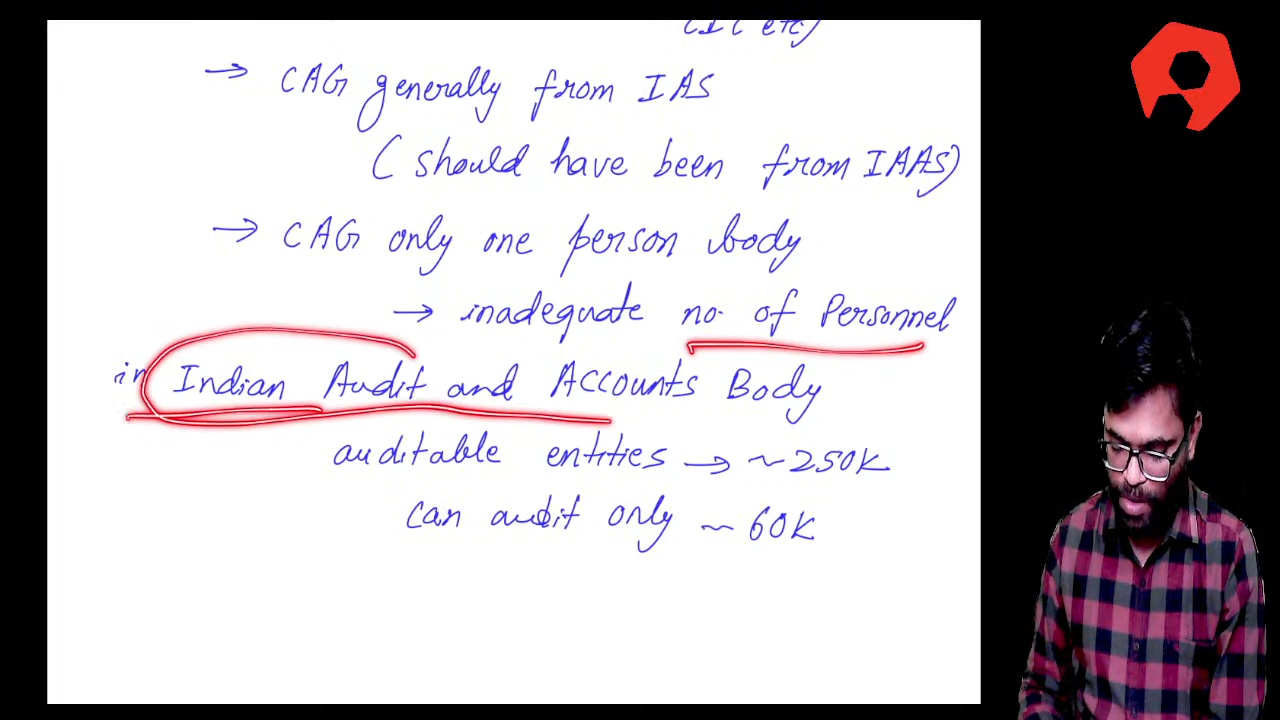 etc)
→ CAG generally from IAS
( should have been from IAAS)
→ CAG only one person body
→ inadequate no. of Personnel
in Indian Audit and Accounts Body
auditable entities → ~ 250K
can audit only ~ 60K